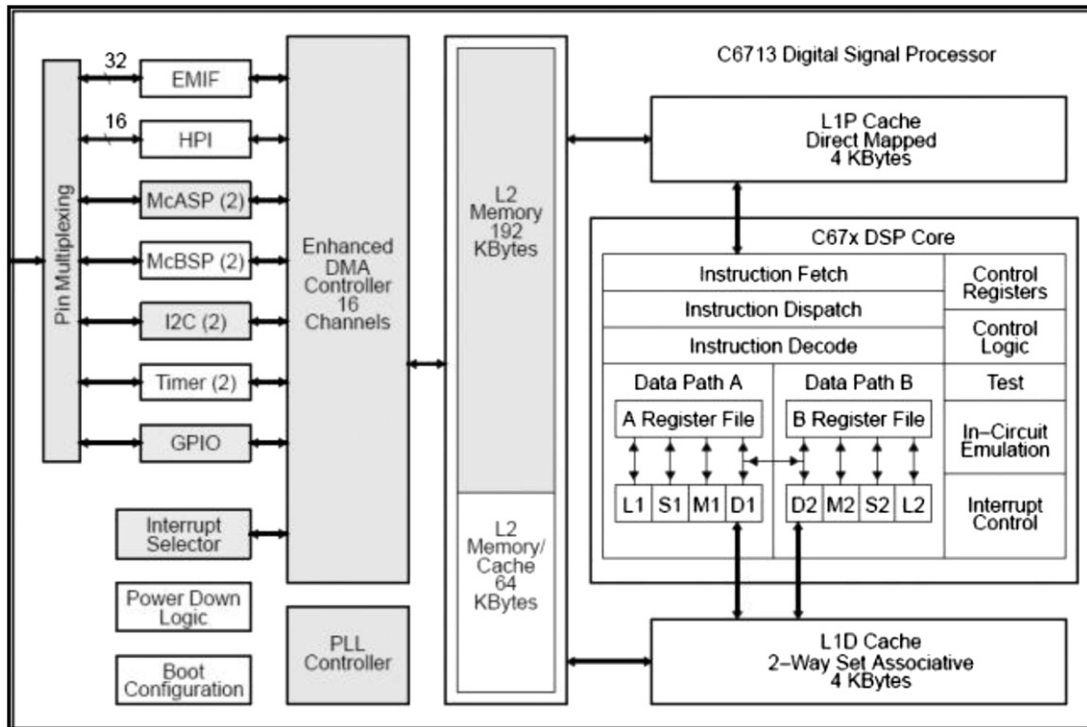 C6713 Digital Signal Processor
Pin Multiplexing
32
EMIF
16
HPI
McASP (2)
McBSP (2)
I2C (2)
Timer (2)
GPIO
Interrupt
Selector
Power Down
Logic
Boot
Configuration
Enhanced
DMA
Controller
16
Channels
PLL
Controller
L2
Memory
192
KBytes
L2
Memory/
Cache
64
KBytes
L1P Cache
Direct Mapped
4 KBytes
C67x DSP Core
Instruction Fetch
Instruction Dispatch
Instruction Decode
Data Path A
Data Path B
A Register File
B Register File
L1 S1 M1 D1
D2 M2 S2 L2
Control
Registers
Control
Logic
Test
In–Circuit
Emulation
Interrupt
Control
L1D Cache
2–Way Set Associative
4 KBytes